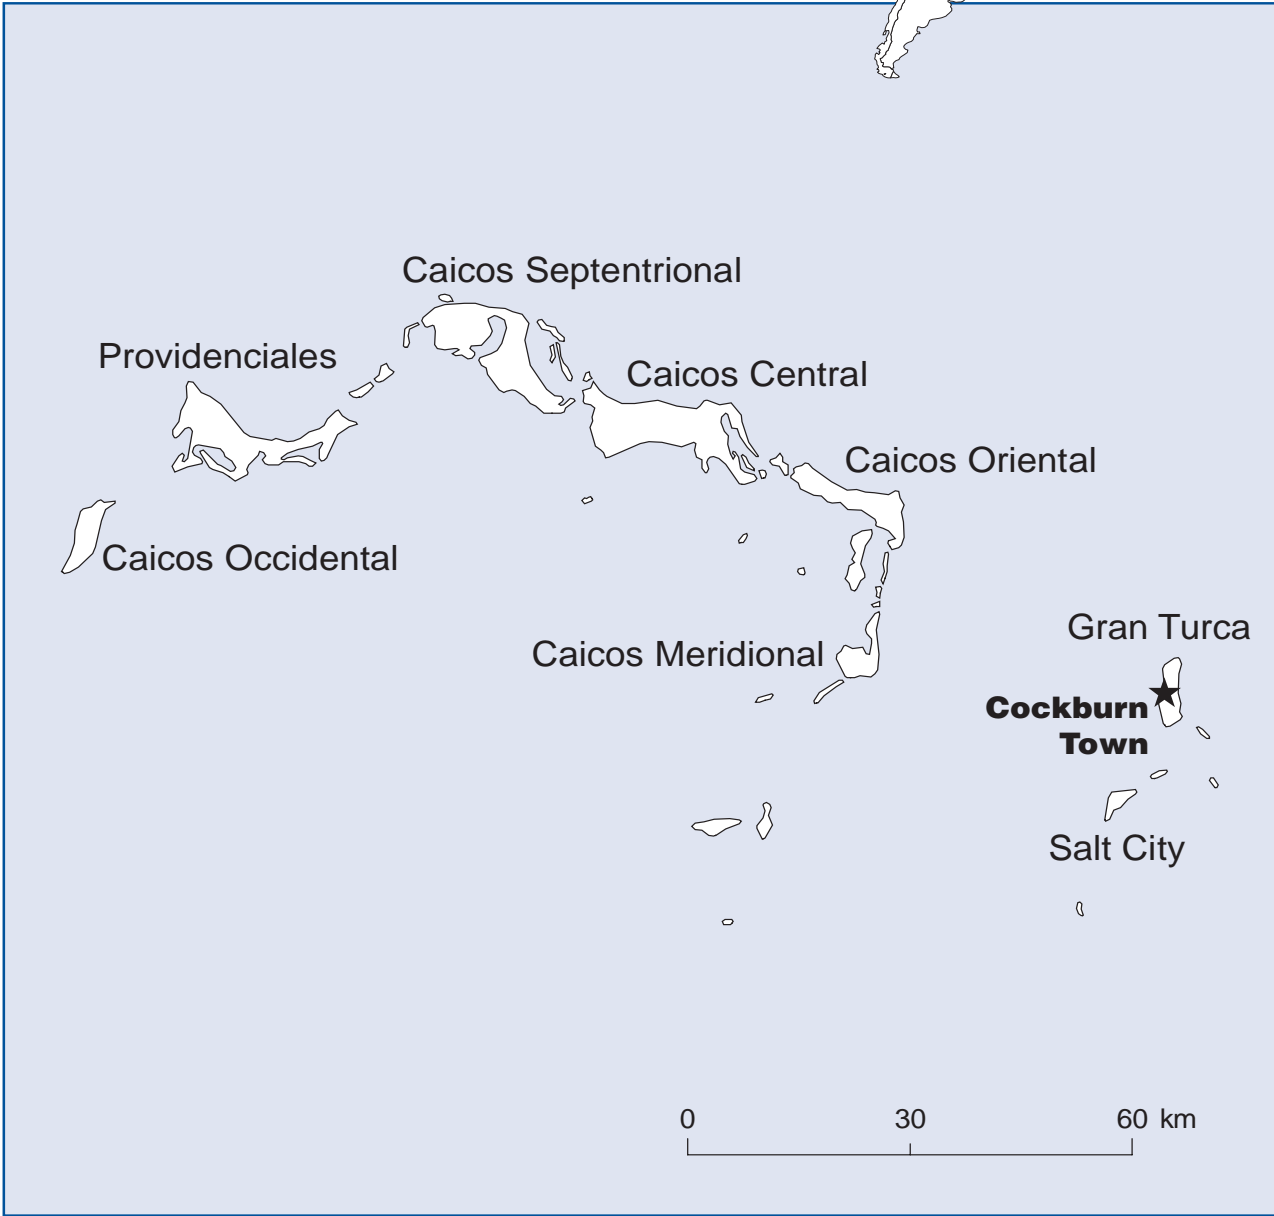 Caicos Septentrional
Providenciales
Caicos Central
Caicos Oriental
Caicos Occidental
Gran Turca
Caicos Meridional
Cockburn
Town
Salt City
0 30 60 km